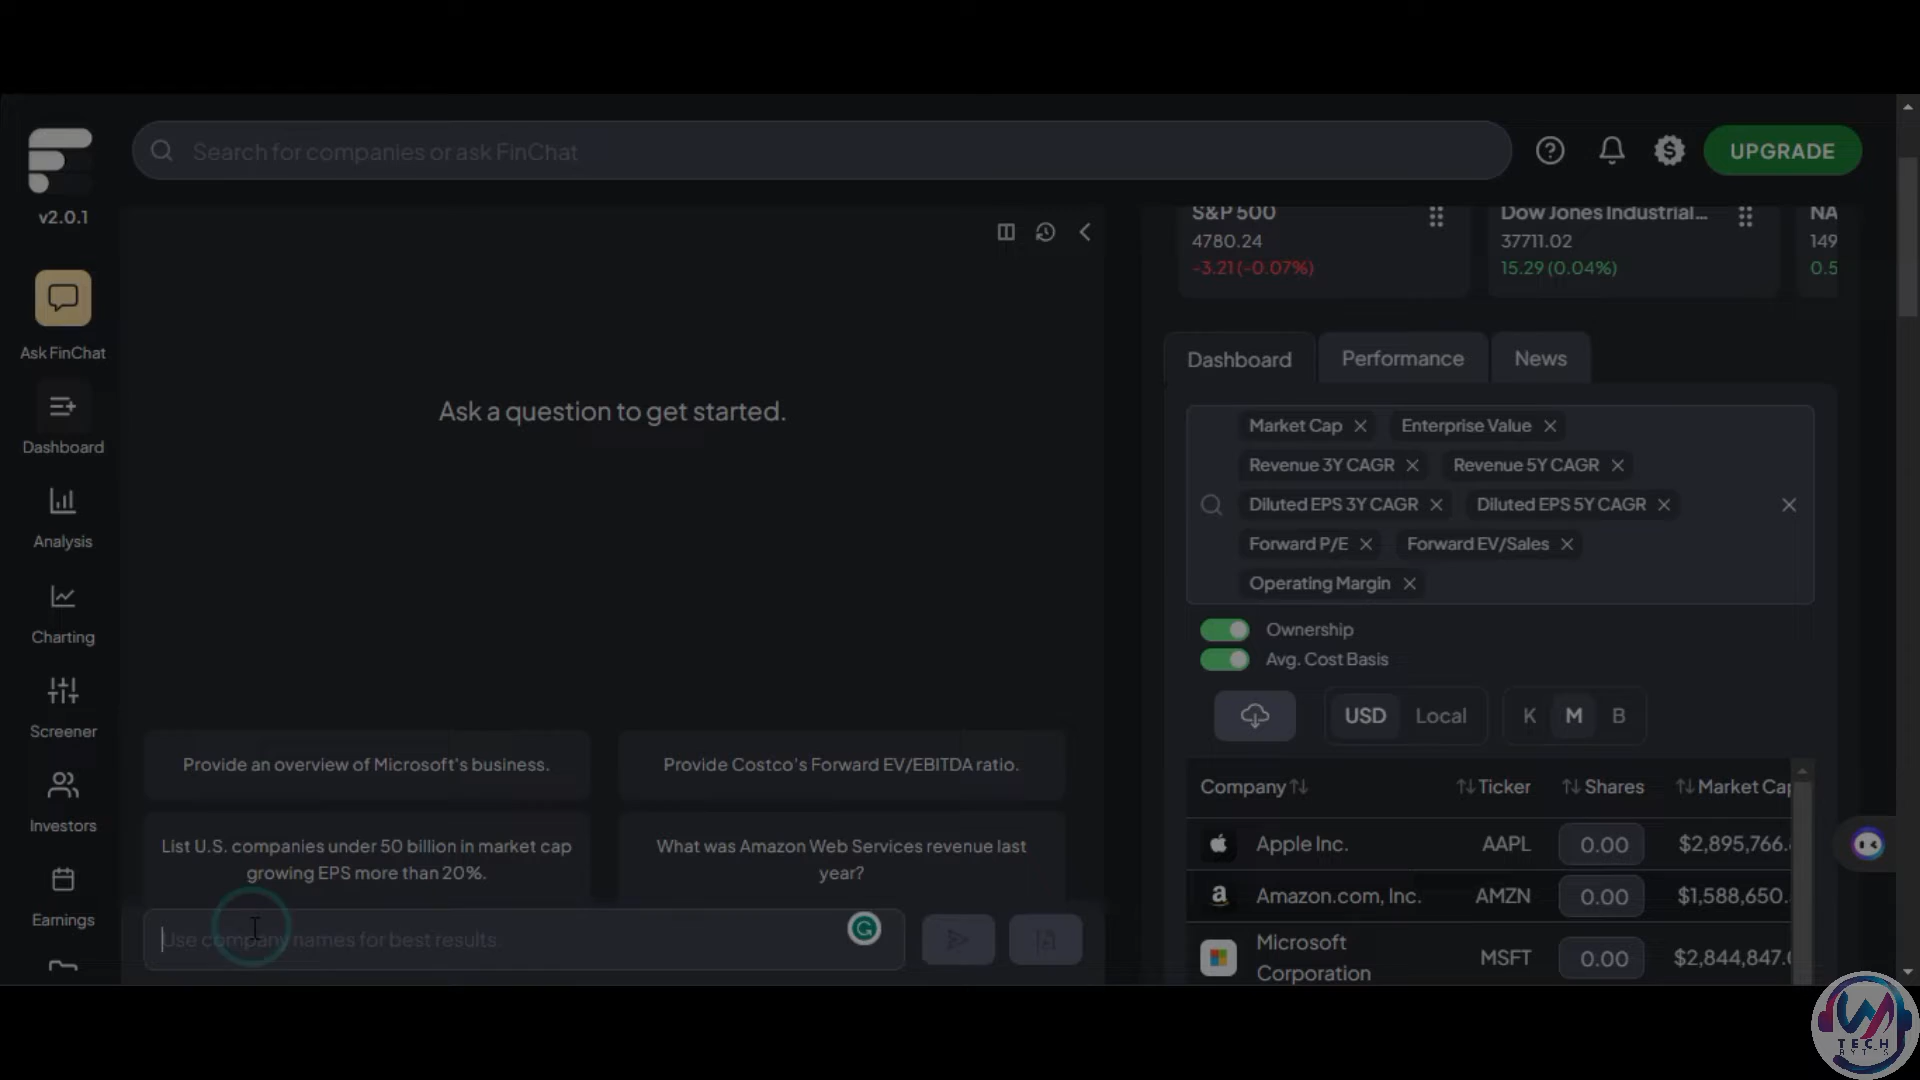 Search for companies or ask FinChat
UPGRADE
v2.0.1
Ask FinChat
Dashboard
Analysis
Charting
Screener
Investors
Earnings
Ask a question to get started.
Provide an overview of Microsoft's business.
Provide Costco's Forward EV/EBITDA ratio.
List U.S. companies under 50 billion in market cap
growing EPS more than 20%.
What was Amazon Web Services revenue last
year?
Use company names for best results.
S&P 500
4780.24
-3.21 (-0.07%)
Dow Jones Industrial...
37711.02
15.29 (0.04%)
NA
149
0.5
Dashboard
Performance
News
Market Cap
Enterprise Value
Revenue 3Y CAGR
Revenue 5Y CAGR
Diluted EPS 3Y CAGR
Diluted EPS 5Y CAGR
Forward P/E
Forward EV/Sales
Operating Margin
Ownership
Avg. Cost Basis
USD Local K M B
Company Ticker Shares Market Cap
Apple Inc. AAPL 0.00 $2,895,766.
Amazon.com, Inc. AMZN 0.00 $1,588,650.
Microsoft
Corporation
MSFT 0.00 $2,844,847.
TECH